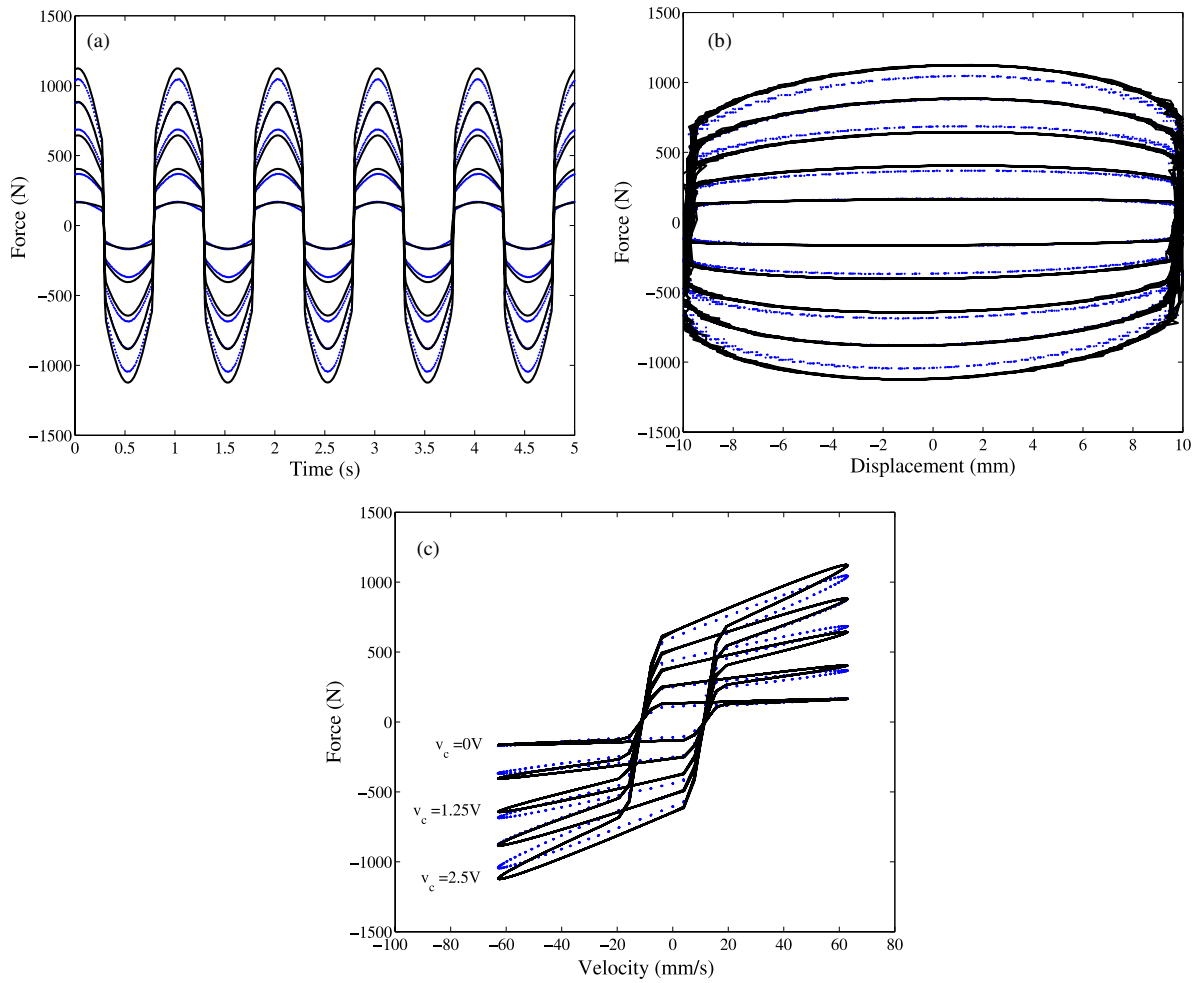 (a)
Force (N)
1500
1000
500
0
−500
−1000
−1500
0 0.5 1 1.5 2 2.5 3 3.5 4 4.5 5
Time (s)
(b)
Force (N)
1500
1000
500
0
−500
−1000
−1500
−10 −8 −6 −4 −2 0 2 4 6 8 10
Displacement (mm)
(c)
Force (N)
1500
1000
500
0
−500
−1000
−1500
v_c =0V
v_c =1.25V
v_c =2.5V
−100 −80 −60 −40 −20 0 20 40 60 80
Velocity (mm/s)